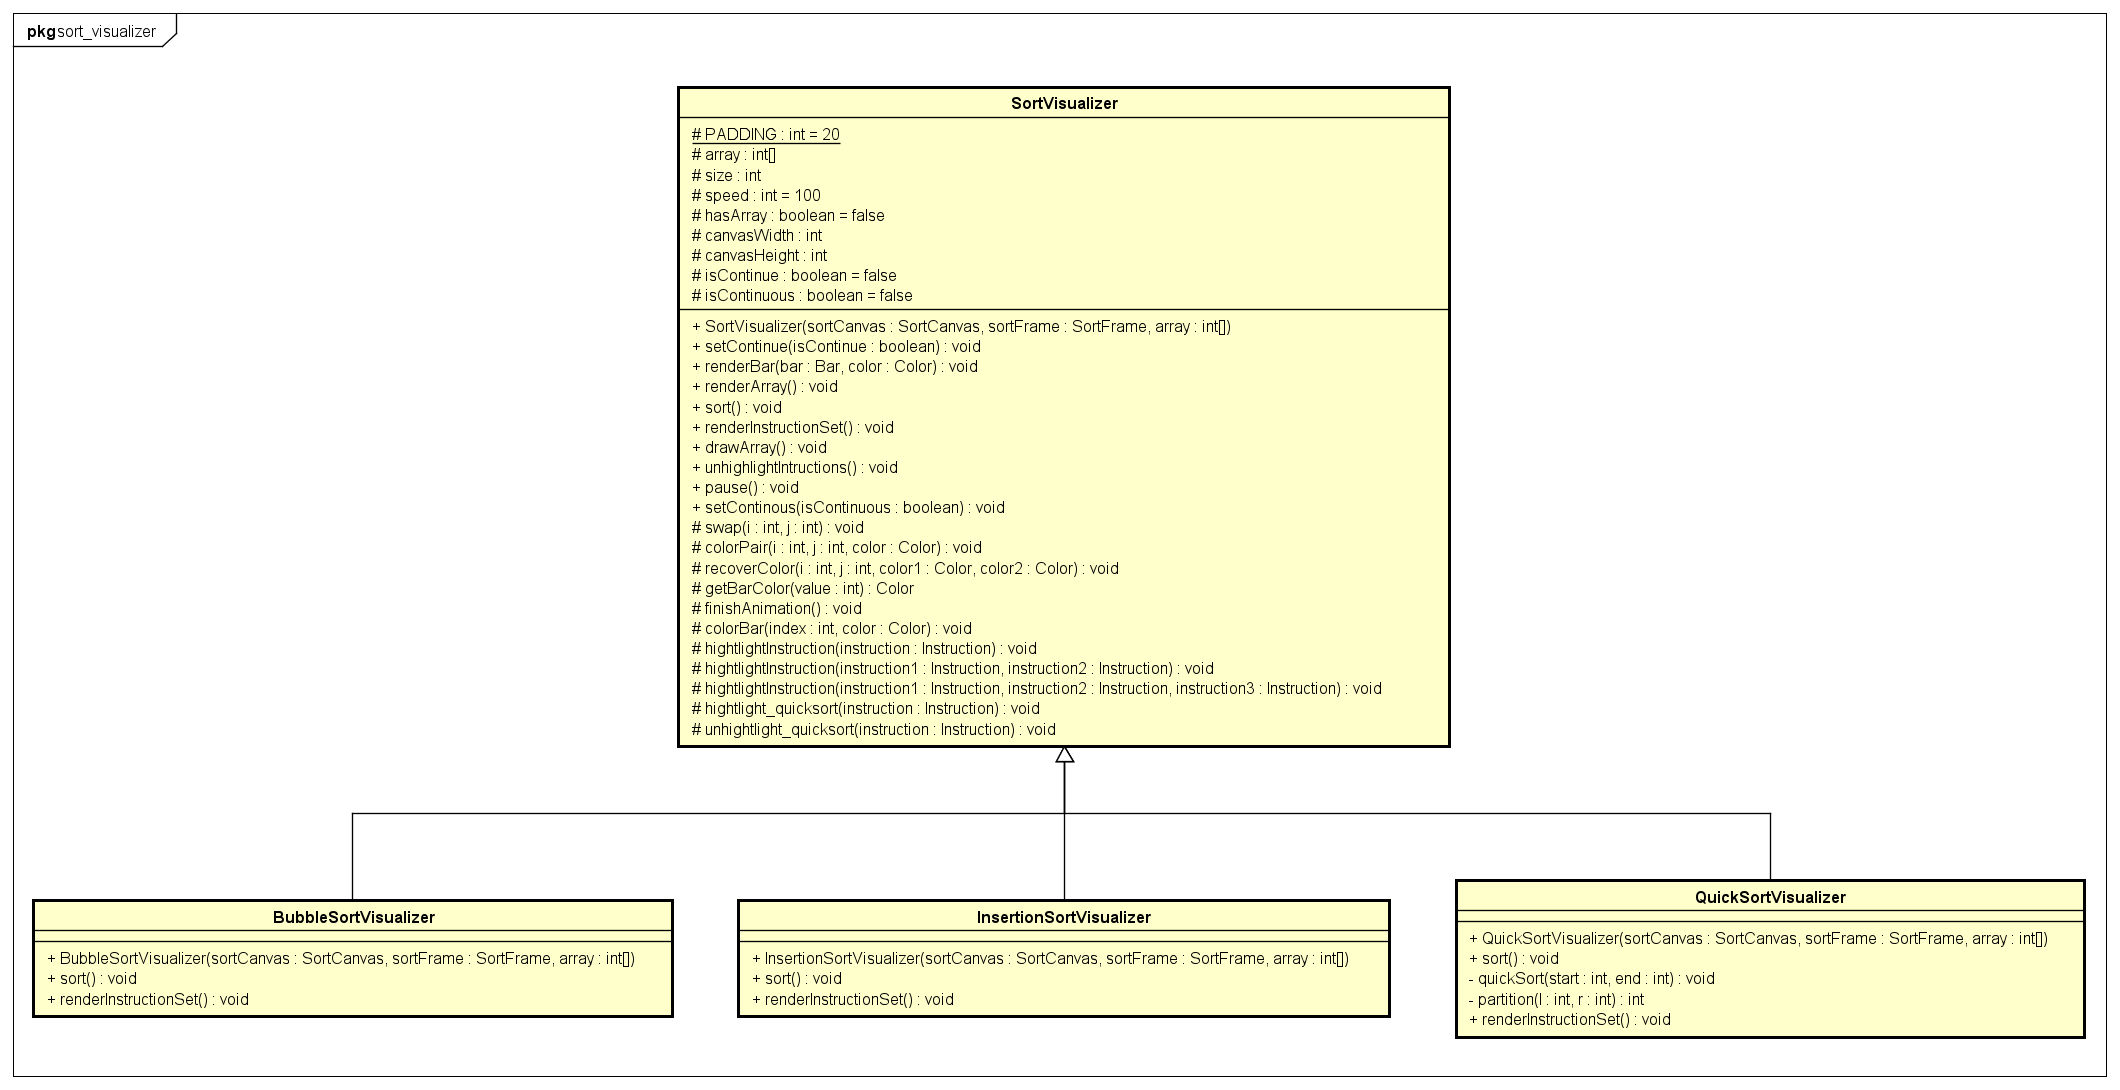 pkg sort_visualizer
SortVisualizer
# PADDING : int = 20
# array : int[]
# size : int
# speed : int = 100
# hasArray : boolean = false
# canvasWidth : int
# canvasHeight : int
# isContinue : boolean = false
# isContinuous : boolean = false
+ SortVisualizer(sortCanvas : SortCanvas, sortFrame : SortFrame, array : int[])
+ setContinue(isContinue : boolean) : void
+ renderBar(bar : Bar, color : Color) : void
+ renderArray() : void
+ sort() : void
+ renderInstructionSet() : void
+ drawArray() : void
+ unhighlightIntructions() : void
+ pause() : void
+ setContinous(isContinuous : boolean) : void
# swap(i : int, j : int) : void
# colorPair(i : int, j : int, color : Color) : void
# recoverColor(i : int, j : int, color1 : Color, color2 : Color) : void
# getBarColor(value : int) : Color
# finishAnimation() : void
# colorBar(index : int, color : Color) : void
# hightlightInstruction(instruction : Instruction) : void
# hightlightInstruction(instruction1 : Instruction, instruction2 : Instruction) : void
# hightlightInstruction(instruction1 : Instruction, instruction2 : Instruction, instruction3 : Instruction) : void
# hightlight_quicksort(instruction : Instruction) : void
# unhightlight_quicksort(instruction : Instruction) : void
BubbleSortVisualizer
+ BubbleSortVisualizer(sortCanvas : SortCanvas, sortFrame : SortFrame, array : int[])
+ sort() : void
+ renderInstructionSet() : void
InsertionSortVisualizer
+ InsertionSortVisualizer(sortCanvas : SortCanvas, sortFrame : SortFrame, array : int[])
+ sort() : void
+ renderInstructionSet() : void
QuickSortVisualizer
+ QuickSortVisualizer(sortCanvas : SortCanvas, sortFrame : SortFrame, array : int[])
+ sort() : void
- quickSort(start : int, end : int) : void
- partition(l : int, r : int) : int
+ renderInstructionSet() : void